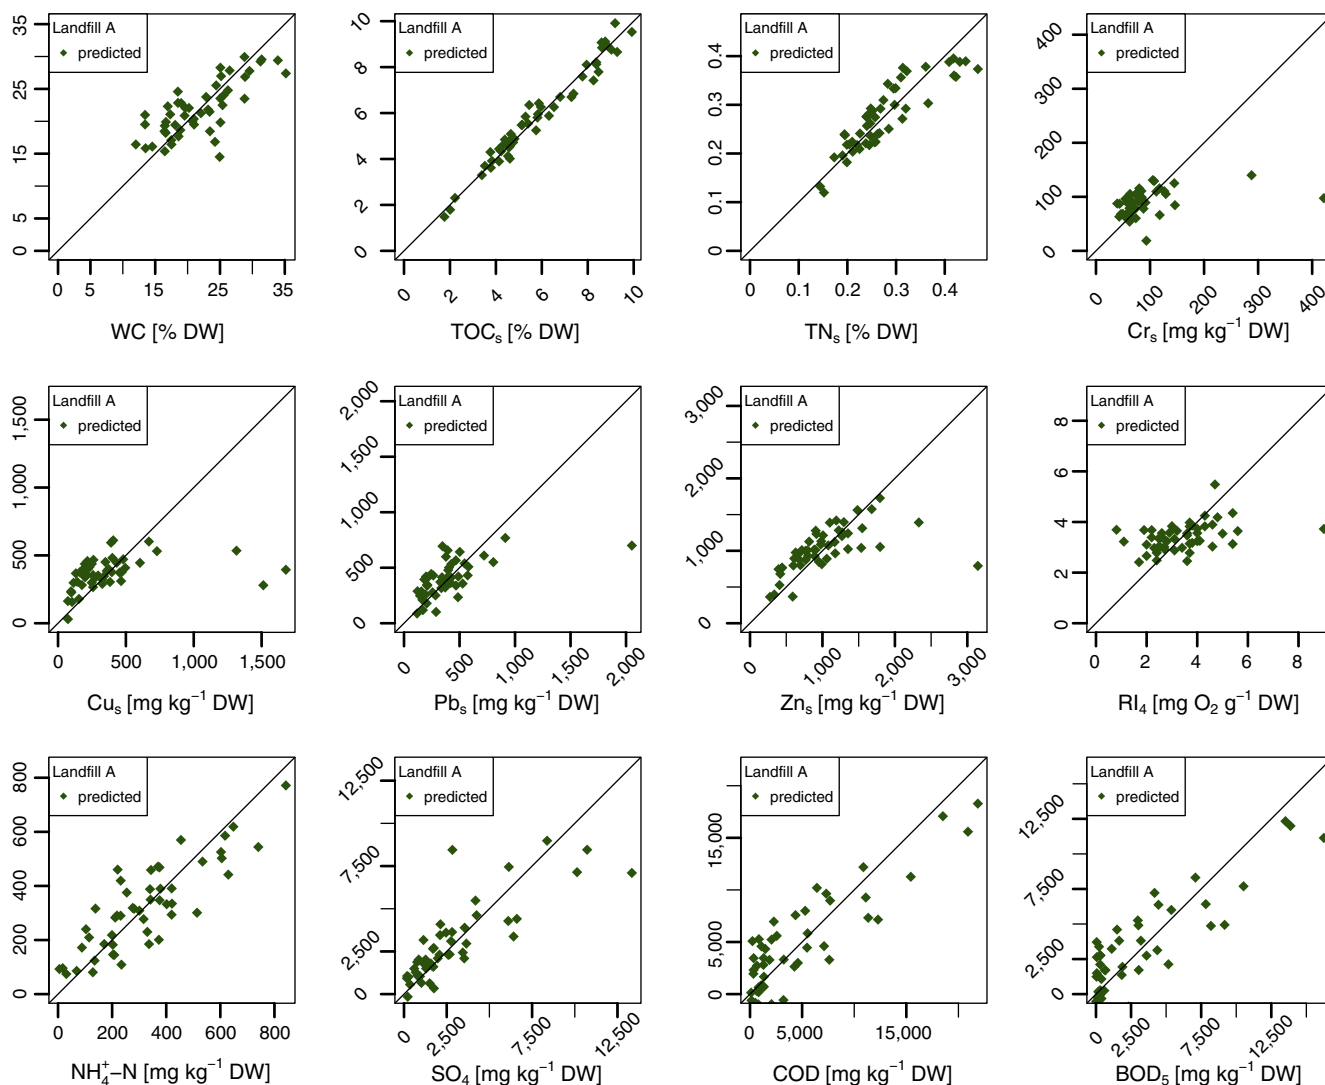 Landfill A
predicted
0 5 15 25 35
0 5 15 25 35
WC [% DW]
Landfill A
predicted
0 2 4 6 8 10
0 2 4 6 8 10
TOCs [% DW]
Landfill A
predicted
0 0.1 0.2 0.3 0.4
0 0.1 0.2 0.3 0.4
TNs [% DW]
Landfill A
predicted
0 100 200 300 400
0 100 200 300 400
Crs [mg kg⁻¹ DW]
Landfill A
predicted
0 500 1,000 1,500
0 500 1,000 1,500
Cus [mg kg⁻¹ DW]
Landfill A
predicted
0 500 1,000 1,500 2,000
0 500 1,000 2,000
Pbs [mg kg⁻¹ DW]
Landfill A
predicted
0 1,000 2,000 3,000
0 1,000 2,000 3,000
Zns [mg kg⁻¹ DW]
Landfill A
predicted
0 2 4 6 8
0 2 4 6 8
RI₄ [mg O₂ g⁻¹ DW]
Landfill A
predicted
0 200 400 600 800
0 200 400 600 800
NH₄⁺–N [mg kg⁻¹ DW]
Landfill A
predicted
0 2,500 7,500 12,500
0 2,500 7,500 12,500
SO₄ [mg kg⁻¹ DW]
Landfill A
predicted
0 5,000 15,000
0 5,000 15,000
COD [mg kg⁻¹ DW]
Landfill A
predicted
0 2,500 7,500 12,500
0 2,500 7,500 12,500
BOD₅ [mg kg⁻¹ DW]